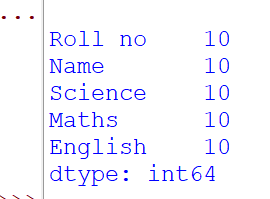 ...
Roll no    10
Name       10
Science    10
Maths      10
English    10
dtype: int64
>>>